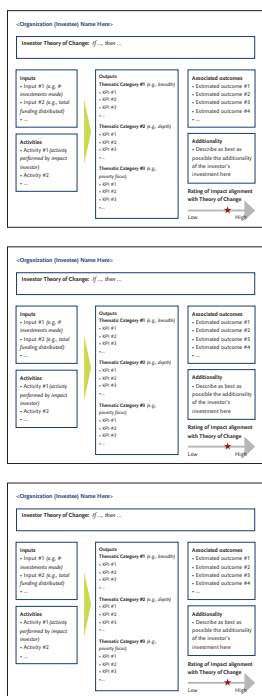 <Organization (Investee) Name Here>
Investor Theory of Change: If ..., then ...
Inputs
• Input #1 (e.g, #
investments made)
• Input #2 (e.g., total
funding distributed)
• ...
Activities
• Activity #1(activity
performed by impact
investor)
• Activity #2
• ...
Outputs
Thematic Category #1 (e.g., breadth)
• KPI #1
• KPI #2
• KPI #3
•...
Thematic Category #2 (e.g., depth)
• KPI #1
• KPI #2
• KPI #3
•...
Thematic Category #3 (e.g.,
poverty focus)
• KPI #1
• KPI #2
• KPI #3
•...
Associated outcomes
• Estimated outcome #1
• Estimated outcome #2
• Estimated outcome #3
• Estimated outcome #4
• ...
Additionality
• Describe as best as
possible the additionality
of the investor's
investment here
Rating of Impact alignment
with Theory of Change
Low High
<Organization (Investee) Name Here>
Investor Theory of Change: If ..., then ...
Inputs
• Input #1 (e.g, #
investments made)
• Input #2 (e.g., total
funding distributed)
• ...
Activities
• Activity #1(activity
performed by impact
investor)
• Activity #2
• ...
Outputs
Thematic Category #1 (e.g., breadth)
• KPI #1
• KPI #2
• KPI #3
•...
Thematic Category #2 (e.g., depth)
• KPI #1
• KPI #2
• KPI #3
•...
Thematic Category #3 (e.g.,
poverty focus)
• KPI #1
• KPI #2
• KPI #3
•...
Associated outcomes
• Estimated outcome #1
• Estimated outcome #2
• Estimated outcome #3
• Estimated outcome #4
• ...
Additionality
• Describe as best as
possible the additionality
of the investor's
investment here
Rating of Impact alignment
with Theory of Change
Low High
<Organization (Investee) Name Here>
Investor Theory of Change: If ..., then ...
Inputs
• Input #1 (e.g, #
investments made)
• Input #2 (e.g., total
funding distributed)
• ...
Activities
• Activity #1(activity
performed by impact
investor)
• Activity #2
• ...
Outputs
Thematic Category #1 (e.g., breadth)
• KPI #1
• KPI #2
• KPI #3
•...
Thematic Category #2 (e.g., depth)
• KPI #1
• KPI #2
• KPI #3
•...
Thematic Category #3 (e.g.,
poverty focus)
• KPI #1
• KPI #2
• KPI #3
•...
Associated outcomes
• Estimated outcome #1
• Estimated outcome #2
• Estimated outcome #3
• Estimated outcome #4
• ...
Additionality
• Describe as best as
possible the additionality
of the investor's
investment here
Rating of Impact alignment
with Theory of Change
Low High